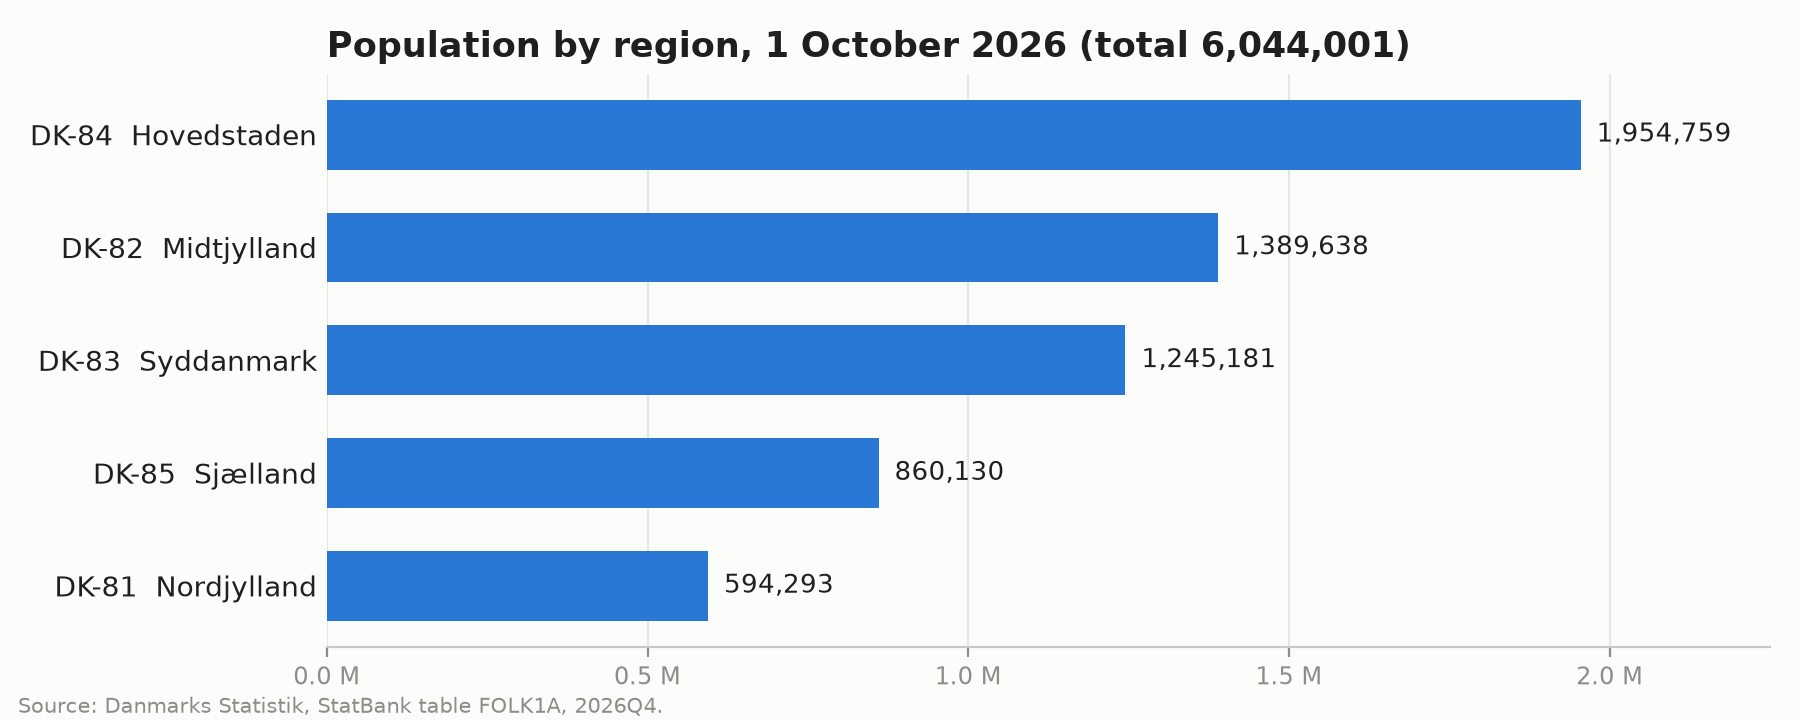 Population by region, 1 October 2026 (total 6,044,001)
DK-84 Hovedstaden 1,954,759
DK-82 Midtjylland 1,389,638
DK-83 Syddanmark 1,245,181
DK-85 Sjælland 860,130
DK-81 Nordjylland 594,293
0.0 M 0.5 M 1.0 M 1.5 M 2.0 M
Source: Danmarks Statistik, StatBank table FOLK1A, 2026Q4.